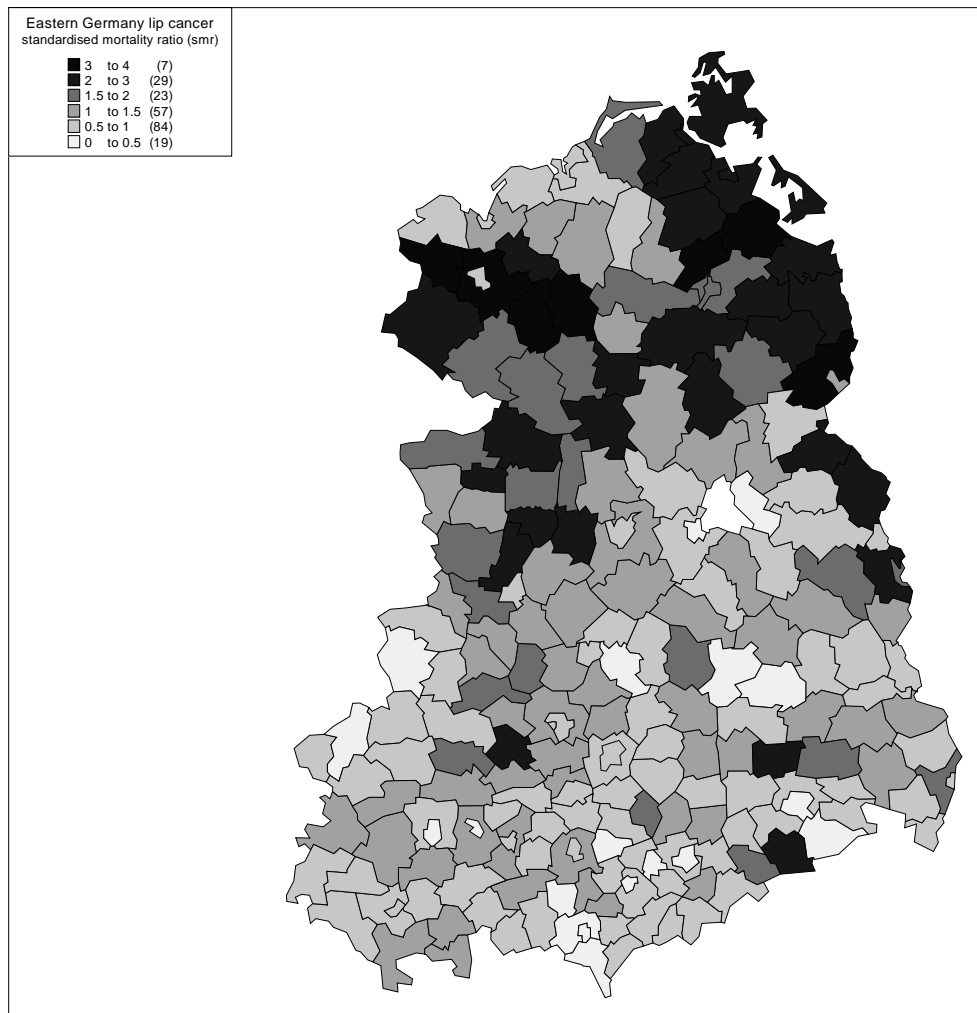 Eastern Germany lip cancer
standardised mortality ratio (smr)
3 to 4 (7)
2 to 3 (29)
1.5 to 2 (23)
1 to 1.5 (57)
0.5 to 1 (84)
0 to 0.5 (19)